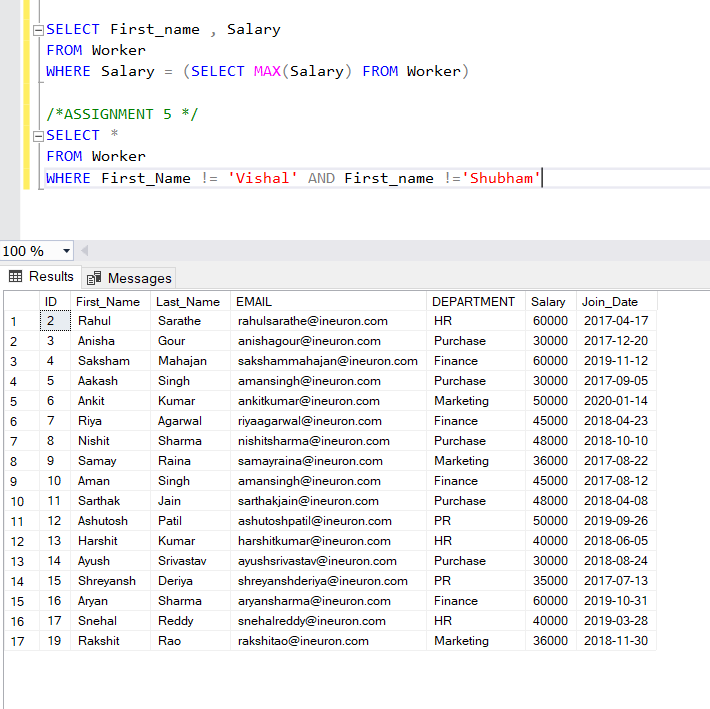 SELECT First_name , Salary
FROM Worker
WHERE Salary = (SELECT MAX(Salary) FROM Worker)
/*ASSIGNMENT 5 */
SELECT *
FROM Worker
WHERE First_Name != 'Vishal' AND First_name !='Shubham'
100 %
Results Messages
ID First_Name Last_Name EMAIL DEPARTMENT Salary Join_Date
1 2 Rahul Sarathe rahulsarathe@ineuron.com HR 60000 2017-04-17
2 3 Anisha Gour anishagour@ineuron.com Purchase 30000 2017-12-20
3 4 Saksham Mahajan sakshammahajan@ineuron.com Finance 60000 2019-11-12
4 5 Aakash Singh amansingh@ineuron.com Purchase 30000 2017-09-05
5 6 Ankit Kumar ankitkumar@ineuron.com Marketing 50000 2020-01-14
6 7 Riya Agarwal riyaagarwal@ineuron.com Finance 45000 2018-04-23
7 8 Nishit Sharma nishitsharma@ineuron.com Purchase 48000 2018-10-10
8 9 Samay Raina samayraina@ineuron.com Marketing 36000 2017-08-22
9 10 Aman Singh amansingh@ineuron.com Finance 45000 2017-08-12
10 11 Sarthak Jain sarthakjain@ineuron.com Purchase 48000 2018-04-08
11 12 Ashutosh Patil ashutoshpatil@ineuron.com PR 50000 2019-09-26
12 13 Harshit Kumar harshitkumar@ineuron.com HR 40000 2018-06-05
13 14 Ayush Srivastav ayushsrivastav@ineuron.com Purchase 30000 2018-08-24
14 15 Shreyansh Deriya shreyanshderiya@ineuron.com PR 35000 2017-07-13
15 16 Aryan Sharma aryansharma@ineuron.com Finance 60000 2019-10-31
16 17 Snehal Reddy snehalreddy@ineuron.com HR 40000 2019-03-28
17 19 Rakshit Rao rakshitao@ineuron.com Marketing 36000 2018-11-30